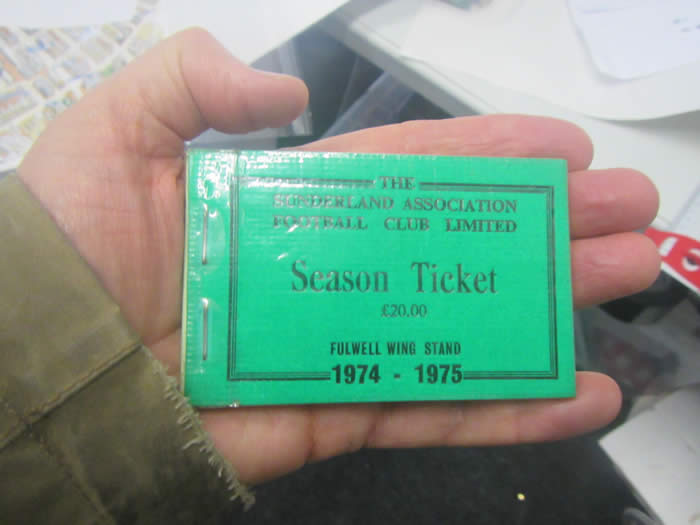 THE
SUNDERLAND ASSOCIATION
FOOTBALL CLUB LIMITED
Season Ticket
£20.00
FULWELL WING STAND
1974 - 1975